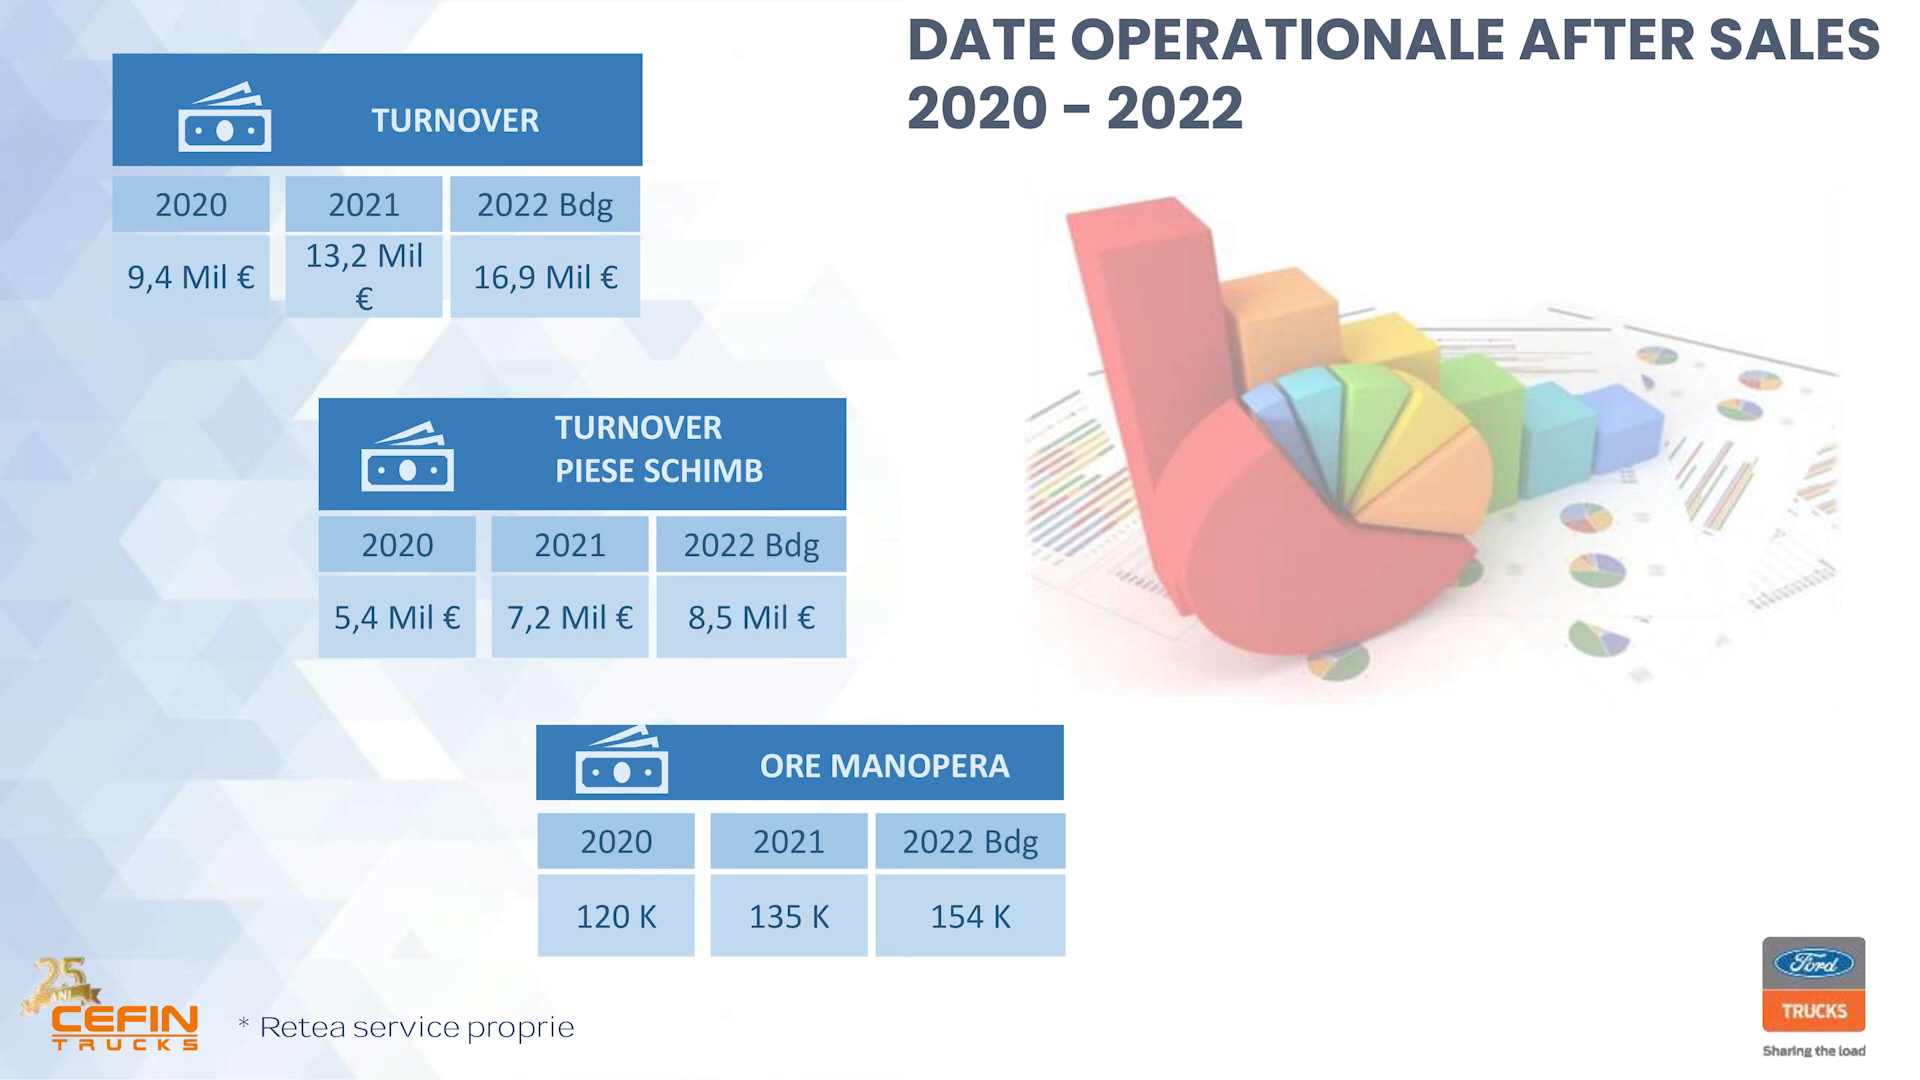 DATE OPERATIONALE AFTER SALES
2020 - 2022
TURNOVER
2020 2021 2022 Bdg
9,4 Mil € 13,2 Mil € 16,9 Mil €
TURNOVER
PIESE SCHIMB
2020 2021 2022 Bdg
5,4 Mil € 7,2 Mil € 8,5 Mil €
ORE MANOPERA
2020 2021 2022 Bdg
120 K 135 K 154 K
25
ANI
CEFIN
TRUCKS
* Retea service proprie
Ford
TRUCKS
Sharing the load